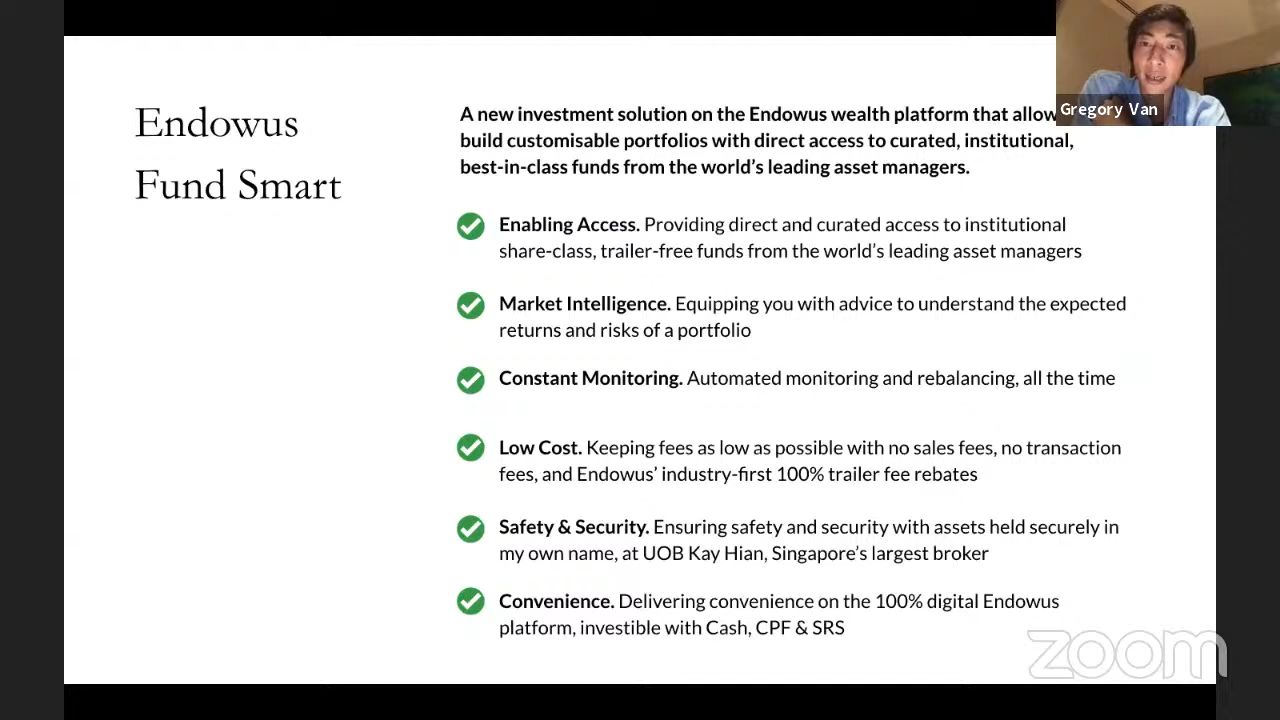 Endowus
Fund Smart
A new investment solution on the Endowus wealth platform that allow
build customisable portfolios with direct access to curated, institutional,
best-in-class funds from the world's leading asset managers.
Enabling Access. Providing direct and curated access to institutional
share-class, trailer-free funds from the world's leading asset managers
Market Intelligence. Equipping you with advice to understand the expected
returns and risks of a portfolio
Constant Monitoring. Automated monitoring and rebalancing, all the time
Low Cost. Keeping fees as low as possible with no sales fees, no transaction
fees, and Endowus' industry-first 100% trailer fee rebates
Safety & Security. Ensuring safety and security with assets held securely in
my own name, at UOB Kay Hian, Singapore's largest broker
Convenience. Delivering convenience on the 100% digital Endowus
platform, investible with Cash, CPF & SRS
Gregory Van
zoom